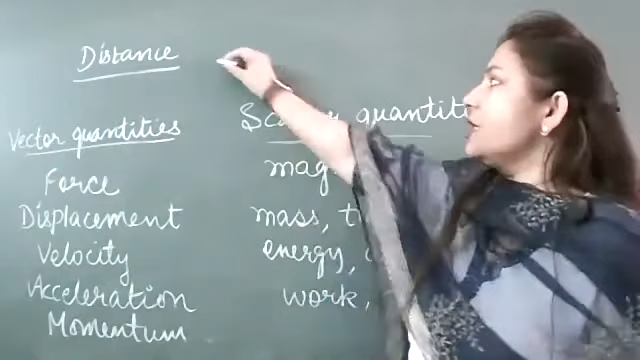 Distance
Vector quantities
Force
Displacement
Velocity
Acceleration
Momentum
mass,
energy,
work,